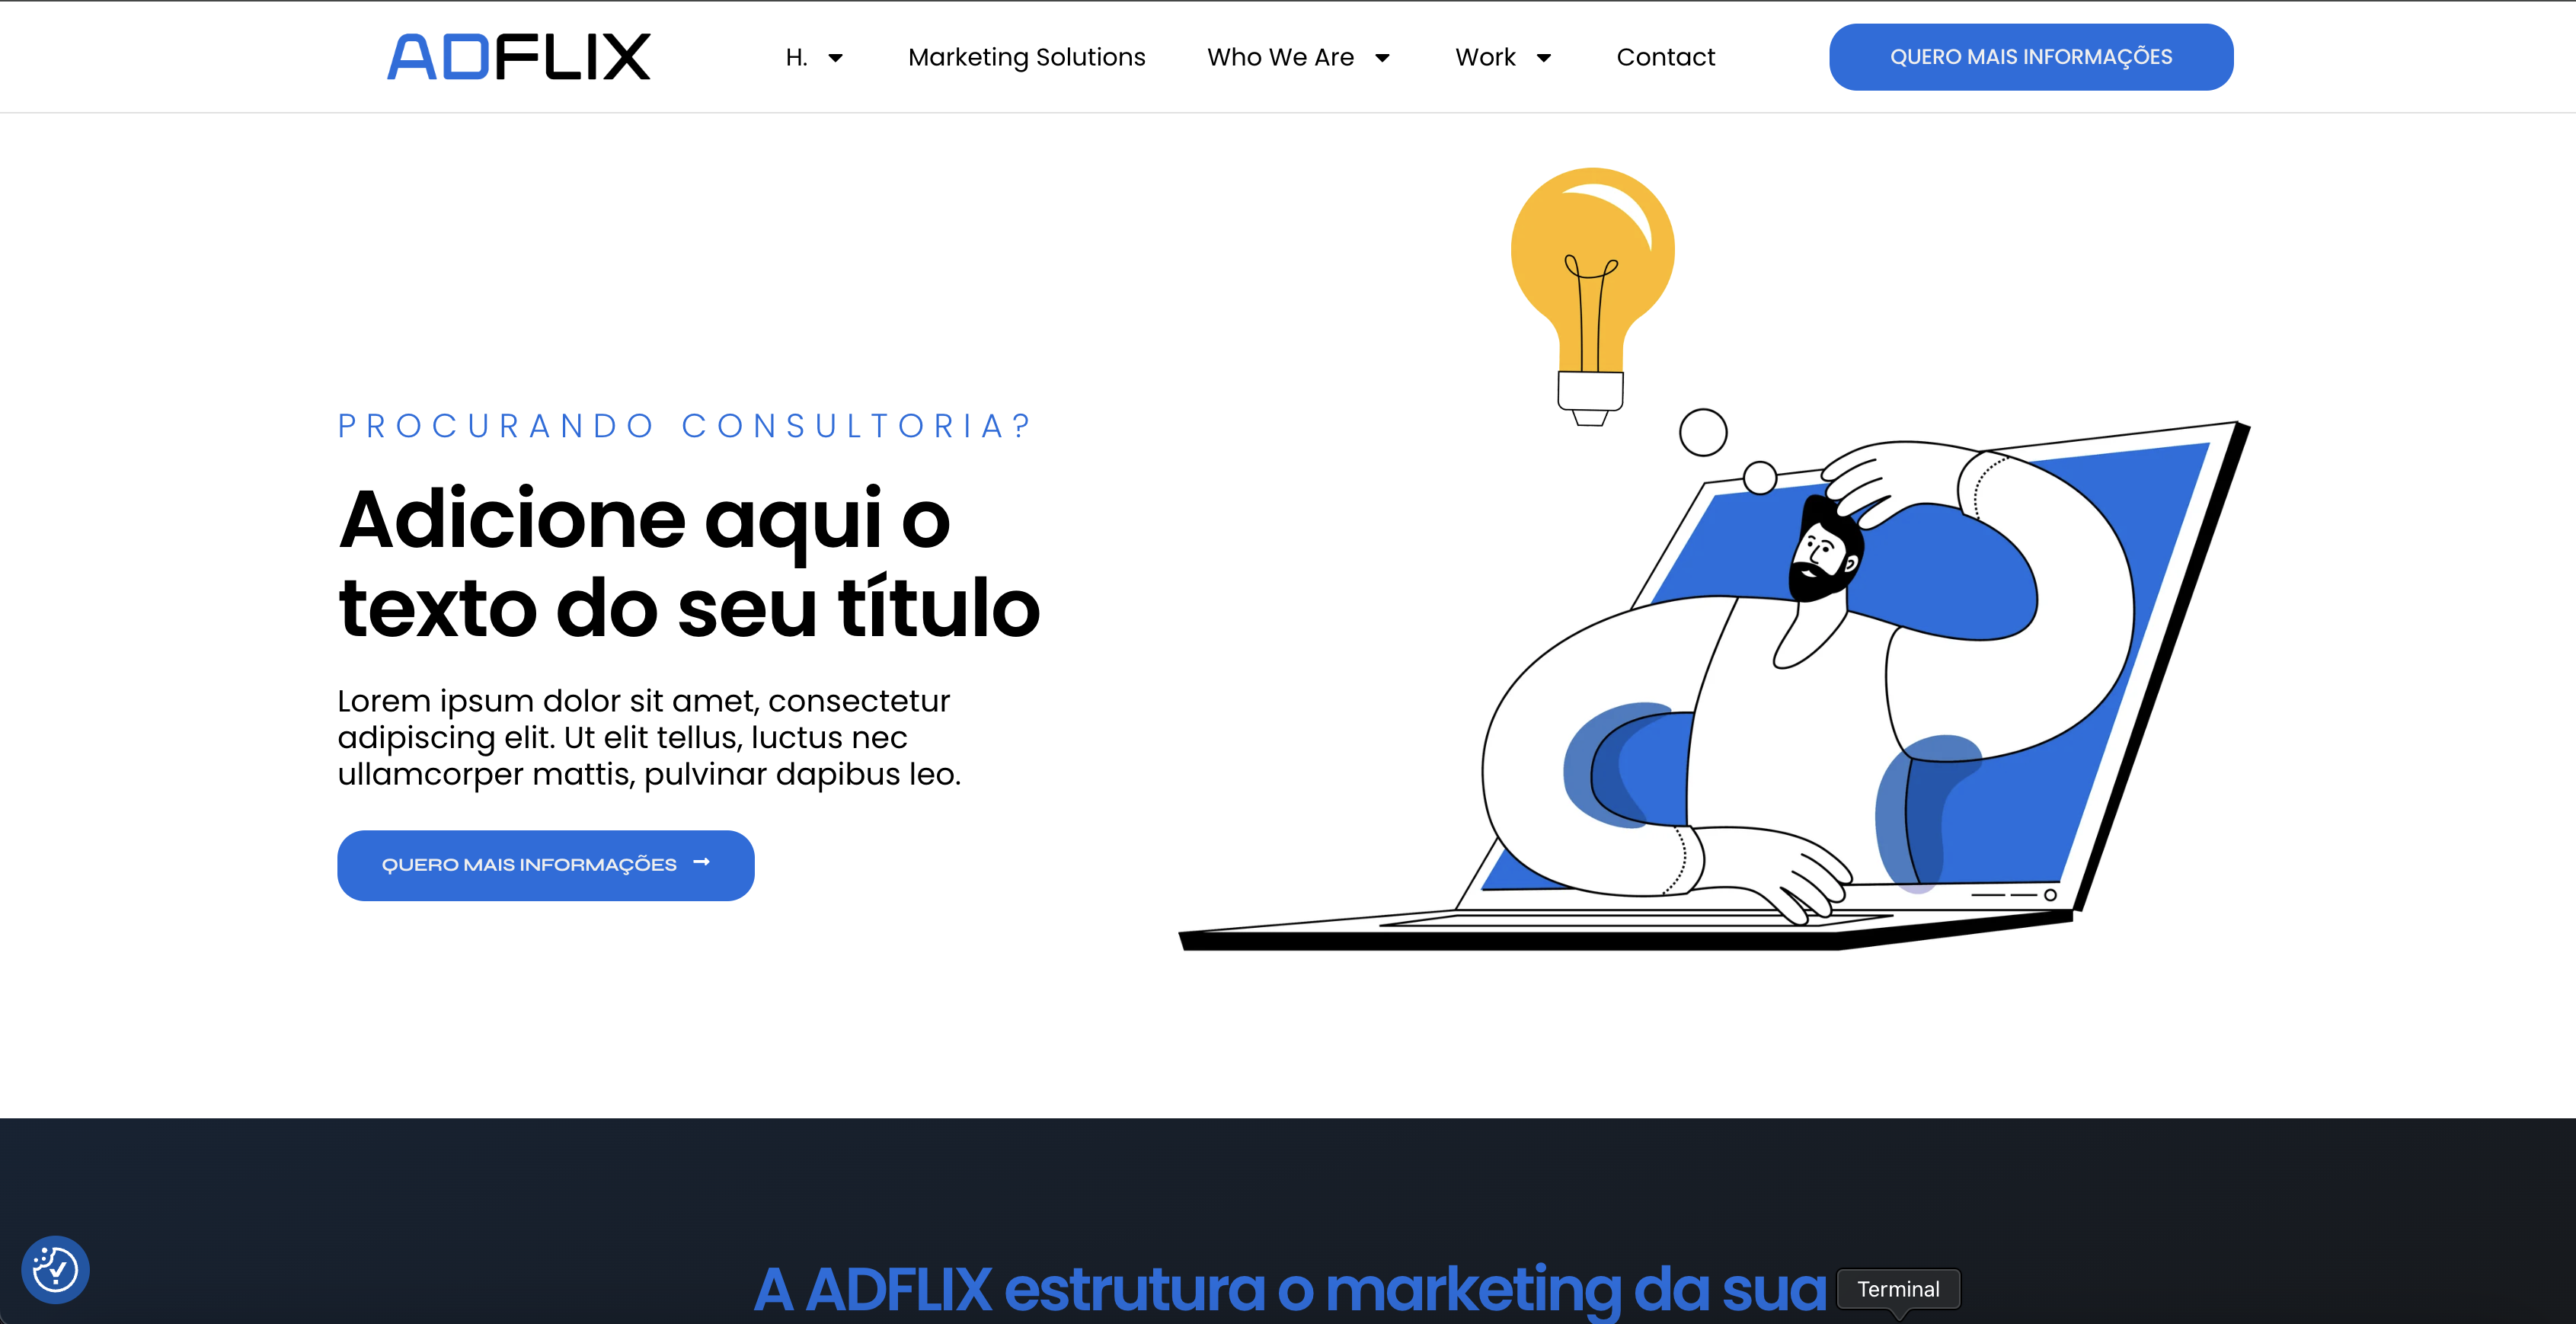 ADFLIX
H.
Marketing Solutions
Who We Are
Work
Contact
QUERO MAIS INFORMAÇÕES
PROCURANDO CONSULTORIA?
Adicione aqui o
texto do seu título
Lorem ipsum dolor sit amet, consectetur
adipiscing elit. Ut elit tellus, luctus nec
ullamcorper mattis, pulvinar dapibus leo.
QUERO MAIS INFORMAÇÕES
A ADFLIX estrutura o marketing da sua
Terminal